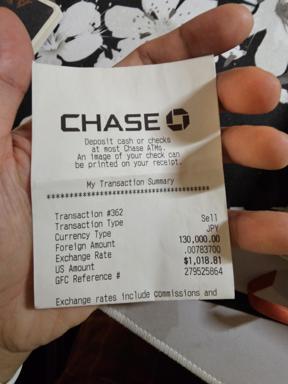 CHASE
Deposit cash or checks
at most Chase ATMs.
An image of your check can
be printed on your receipt.
My Transaction Summary
****************************************
Transaction #362
Transaction Type Sell
Currency Type JPY
Foreign Amount 130,000.00
Exchange Rate .00783700
US Amount $1,018.81
GFC Reference # 279525864
Exchange rates include commissions and